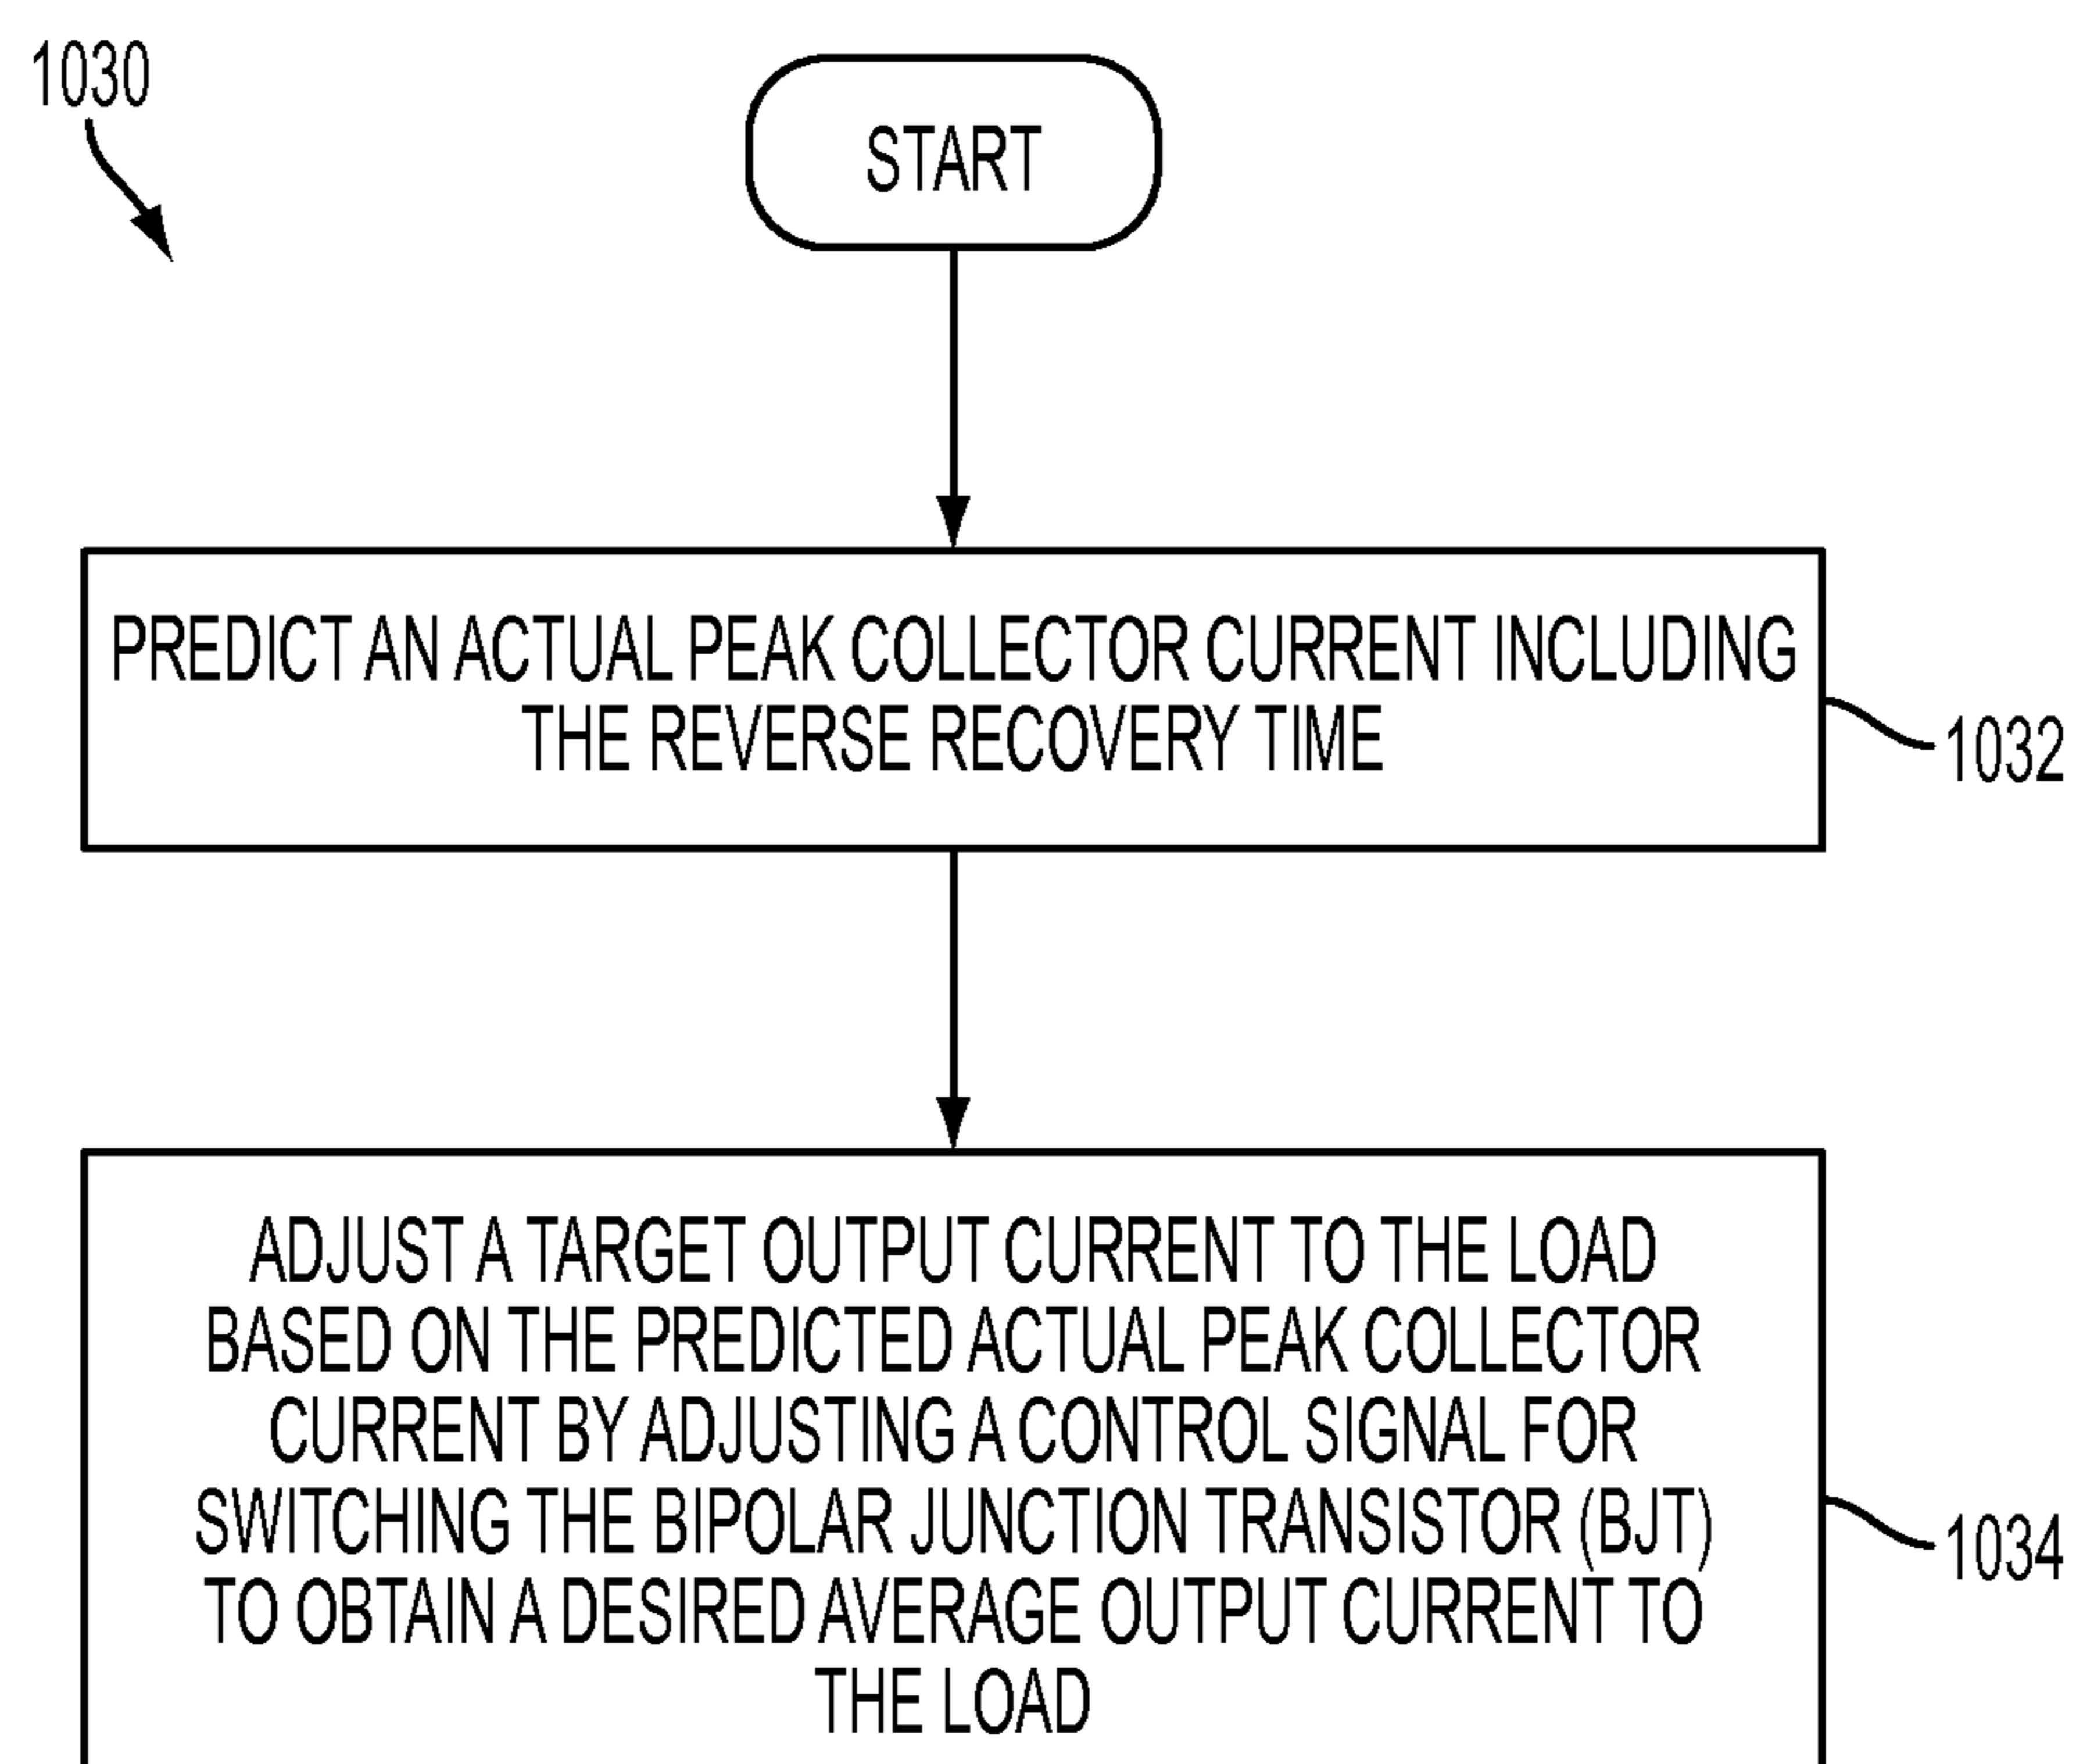 1030
START
PREDICT AN ACTUAL PEAK COLLECTOR CURRENT INCLUDING
THE REVERSE RECOVERY TIME
1032
ADJUST A TARGET OUTPUT CURRENT TO THE LOAD
BASED ON THE PREDICTED ACTUAL PEAK COLLECTOR
CURRENT BY ADJUSTING A CONTROL SIGNAL FOR
SWITCHING THE BIPOLAR JUNCTION TRANSISTOR (BJT)
TO OBTAIN A DESIRED AVERAGE OUTPUT CURRENT TO
THE LOAD
1034